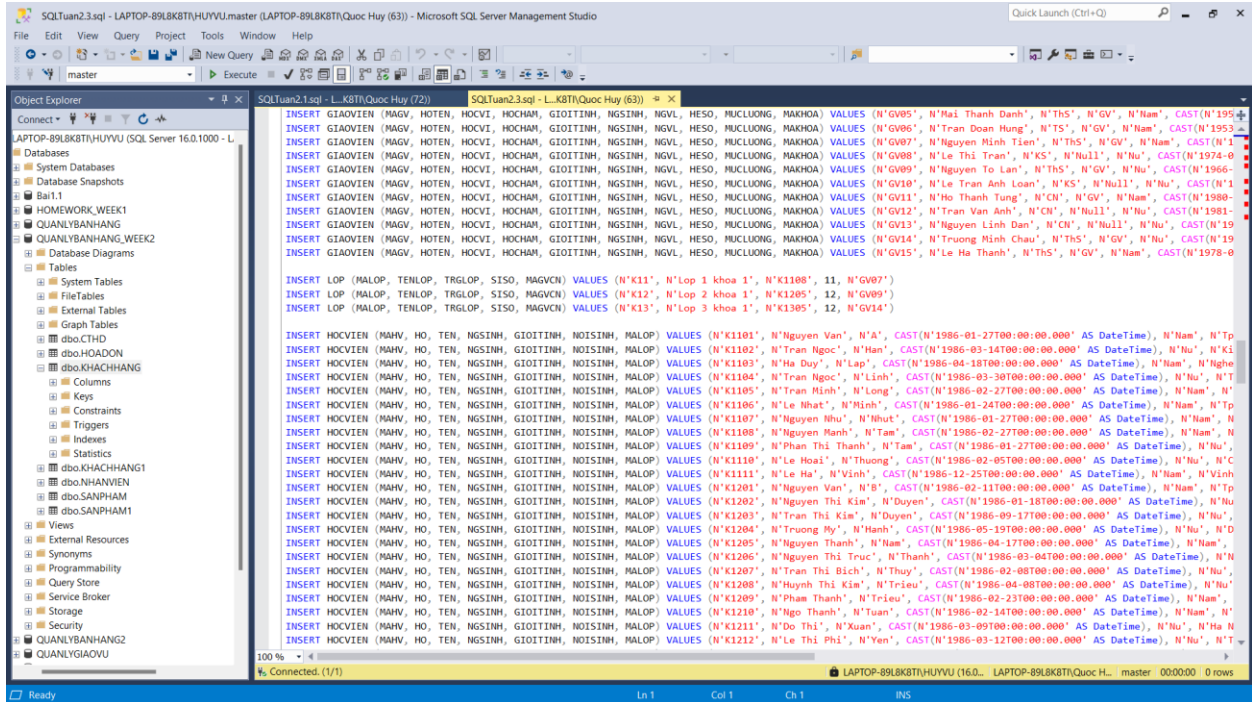 SQLTuan2.3.sql - LAPTOP-89L8K8TI\HUYVU.master (LAPTOP-89L8K8TI\Quoc Huy (63)) - Microsoft SQL Server Management Studio
Quick Launch (Ctrl+Q)
File Edit View Query Project Tools Window Help
New Query
master
Execute
Object Explorer
Connect
LAPTOP-89L8K8TI\HUYVU (SQL Server 16.0.1000 - L
Databases
System Databases
Database Snapshots
Bai1.1
HOMEWORK_WEEK1
QUANLYBANHANG
QUANLYBANHANG_WEEK2
Database Diagrams
Tables
System Tables
FileTables
External Tables
Graph Tables
dbo.CTHD
dbo.HOADON
dbo.KHACHHANG
Columns
Keys
Constraints
Triggers
Indexes
Statistics
dbo.KHACHHANG1
dbo.NHANVIEN
dbo.SANPHAM
dbo.SANPHAM1
Views
External Resources
Synonyms
Programmability
Query Store
Service Broker
Storage
Security
QUANLYBANHANG2
QUANLYGIAOVU
SQLTuan2.1.sql - L...K8TI\Quoc Huy (72))
SQLTuan2.3.sql - L...K8TI\Quoc Huy (63))
INSERT GIAOVIEN (MAGV, HOTEN, HOCVI, HOCHAM, GIOITINH, NGSINH, NGVL, HESO, MUCLUONG, MAKHOA) VALUES (N'GV05', N'Mai Thanh Danh', N'ThS', N'GV', N'Nam', CAST(N'195
INSERT GIAOVIEN (MAGV, HOTEN, HOCVI, HOCHAM, GIOITINH, NGSINH, NGVL, HESO, MUCLUONG, MAKHOA) VALUES (N'GV06', N'Tran Doan Hung', N'TS', N'GV', N'Nam', CAST(N'1953
INSERT GIAOVIEN (MAGV, HOTEN, HOCVI, HOCHAM, GIOITINH, NGSINH, NGVL, HESO, MUCLUONG, MAKHOA) VALUES (N'GV07', N'Nguyen Minh Tien', N'ThS', N'GV', N'Nam', CAST(N'1
INSERT GIAOVIEN (MAGV, HOTEN, HOCVI, HOCHAM, GIOITINH, NGSINH, NGVL, HESO, MUCLUONG, MAKHOA) VALUES (N'GV08', N'Le Thi Tran', N'KS', N'Null', N'Nu', CAST(N'1974-0
INSERT GIAOVIEN (MAGV, HOTEN, HOCVI, HOCHAM, GIOITINH, NGSINH, NGVL, HESO, MUCLUONG, MAKHOA) VALUES (N'GV09', N'Nguyen To Lan', N'ThS', N'GV', N'Nu', CAST(N'1966-
INSERT GIAOVIEN (MAGV, HOTEN, HOCVI, HOCHAM, GIOITINH, NGSINH, NGVL, HESO, MUCLUONG, MAKHOA) VALUES (N'GV10', N'Le Tran Anh Loan', N'KS', N'Null', N'Nu', CAST(N'1
INSERT GIAOVIEN (MAGV, HOTEN, HOCVI, HOCHAM, GIOITINH, NGSINH, NGVL, HESO, MUCLUONG, MAKHOA) VALUES (N'GV11', N'Ho Thanh Tung', N'CN', N'GV', N'Nam', CAST(N'1980-
INSERT GIAOVIEN (MAGV, HOTEN, HOCVI, HOCHAM, GIOITINH, NGSINH, NGVL, HESO, MUCLUONG, MAKHOA) VALUES (N'GV12', N'Tran Van Anh', N'CN', N'Null', N'Nu', CAST(N'1981-
INSERT GIAOVIEN (MAGV, HOTEN, HOCVI, HOCHAM, GIOITINH, NGSINH, NGVL, HESO, MUCLUONG, MAKHOA) VALUES (N'GV13', N'Nguyen Linh Dan', N'CN', N'Null', N'Nu', CAST(N'19
INSERT GIAOVIEN (MAGV, HOTEN, HOCVI, HOCHAM, GIOITINH, NGSINH, NGVL, HESO, MUCLUONG, MAKHOA) VALUES (N'GV14', N'Truong Minh Chau', N'ThS', N'GV', N'Nu', CAST(N'19
INSERT GIAOVIEN (MAGV, HOTEN, HOCVI, HOCHAM, GIOITINH, NGSINH, NGVL, HESO, MUCLUONG, MAKHOA) VALUES (N'GV15', N'Le Ha Thanh', N'ThS', N'GV', N'Nam', CAST(N'1978-0
INSERT LOP (MALOP, TENLOP, TRGLOP, SISO, MAGVCN) VALUES (N'K11', N'Lop 1 khoa 1', N'K1108', 11, N'GV07')
INSERT LOP (MALOP, TENLOP, TRGLOP, SISO, MAGVCN) VALUES (N'K12', N'Lop 2 khoa 1', N'K1205', 12, N'GV09')
INSERT LOP (MALOP, TENLOP, TRGLOP, SISO, MAGVCN) VALUES (N'K13', N'Lop 3 khoa 1', N'K1305', 12, N'GV14')
INSERT HOCVIEN (MAHV, HO, TEN, NGSINH, GIOITINH, NOISINH, MALOP) VALUES (N'K1101', N'Nguyen Van', N'A', CAST(N'1986-01-27T00:00:00.000' AS DateTime), N'Nam', N'Tp
INSERT HOCVIEN (MAHV, HO, TEN, NGSINH, GIOITINH, NOISINH, MALOP) VALUES (N'K1102', N'Tran Ngoc', N'Han', CAST(N'1986-03-14T00:00:00.000' AS DateTime), N'Nu', N'Ki
INSERT HOCVIEN (MAHV, HO, TEN, NGSINH, GIOITINH, NOISINH, MALOP) VALUES (N'K1103', N'Ha Duy', N'Lap', CAST(N'1986-04-18T00:00:00.000' AS DateTime), N'Nam', N'Nghe
INSERT HOCVIEN (MAHV, HO, TEN, NGSINH, GIOITINH, NOISINH, MALOP) VALUES (N'K1104', N'Tran Ngoc', N'Linh', CAST(N'1986-03-30T00:00:00.000' AS DateTime), N'Nu', N'T
INSERT HOCVIEN (MAHV, HO, TEN, NGSINH, GIOITINH, NOISINH, MALOP) VALUES (N'K1105', N'Tran Minh', N'Long', CAST(N'1986-02-27T00:00:00.000' AS DateTime), N'Nam', N'
INSERT HOCVIEN (MAHV, HO, TEN, NGSINH, GIOITINH, NOISINH, MALOP) VALUES (N'K1106', N'Le Nhat', N'Minh', CAST(N'1986-01-24T00:00:00.000' AS DateTime), N'Nam', N'Tp
INSERT HOCVIEN (MAHV, HO, TEN, NGSINH, GIOITINH, NOISINH, MALOP) VALUES (N'K1107', N'Nguyen Nhu', N'Nhut', CAST(N'1986-01-27T00:00:00.000' AS DateTime), N'Nam', N
INSERT HOCVIEN (MAHV, HO, TEN, NGSINH, GIOITINH, NOISINH, MALOP) VALUES (N'K1108', N'Nguyen Manh', N'Tam', CAST(N'1986-02-27T00:00:00.000' AS DateTime), N'Nam', N
INSERT HOCVIEN (MAHV, HO, TEN, NGSINH, GIOITINH, NOISINH, MALOP) VALUES (N'K1109', N'Phan Thi Thanh', N'Tam', CAST(N'1986-01-27T00:00:00.000' AS DateTime), N'Nu',
INSERT HOCVIEN (MAHV, HO, TEN, NGSINH, GIOITINH, NOISINH, MALOP) VALUES (N'K1110', N'Le Hoai', N'Thuong', CAST(N'1986-02-05T00:00:00.000' AS DateTime), N'Nu', N'C
INSERT HOCVIEN (MAHV, HO, TEN, NGSINH, GIOITINH, NOISINH, MALOP) VALUES (N'K1111', N'Le Ha', N'Vinh', CAST(N'1986-12-25T00:00:00.000' AS DateTime), N'Nam', N'Vinh
INSERT HOCVIEN (MAHV, HO, TEN, NGSINH, GIOITINH, NOISINH, MALOP) VALUES (N'K1201', N'Nguyen Van', N'B', CAST(N'1986-02-11T00:00:00.000' AS DateTime), N'Nam', N'Tp
INSERT HOCVIEN (MAHV, HO, TEN, NGSINH, GIOITINH, NOISINH, MALOP) VALUES (N'K1202', N'Nguyen Thi Kim', N'Duyen', CAST(N'1986-01-18T00:00:00.000' AS DateTime), N'Nu
INSERT HOCVIEN (MAHV, HO, TEN, NGSINH, GIOITINH, NOISINH, MALOP) VALUES (N'K1203', N'Tran Thi Kim', N'Duyen', CAST(N'1986-09-17T00:00:00.000' AS DateTime), N'Nu',
INSERT HOCVIEN (MAHV, HO, TEN, NGSINH, GIOITINH, NOISINH, MALOP) VALUES (N'K1204', N'Truong My', N'Hanh', CAST(N'1986-05-19T00:00:00.000' AS DateTime), N'Nu', N'D
INSERT HOCVIEN (MAHV, HO, TEN, NGSINH, GIOITINH, NOISINH, MALOP) VALUES (N'K1205', N'Nguyen Thanh', N'Nam', CAST(N'1986-04-17T00:00:00.000' AS DateTime), N'Nam',
INSERT HOCVIEN (MAHV, HO, TEN, NGSINH, GIOITINH, NOISINH, MALOP) VALUES (N'K1206', N'Nguyen Thi Truc', N'Thanh', CAST(N'1986-03-04T00:00:00.000' AS DateTime), N'N
INSERT HOCVIEN (MAHV, HO, TEN, NGSINH, GIOITINH, NOISINH, MALOP) VALUES (N'K1207', N'Tran Thi Bich', N'Thuy', CAST(N'1986-02-08T00:00:00.000' AS DateTime), N'Nu',
INSERT HOCVIEN (MAHV, HO, TEN, NGSINH, GIOITINH, NOISINH, MALOP) VALUES (N'K1208', N'Huynh Thi Kim', N'Trieu', CAST(N'1986-04-08T00:00:00.000' AS DateTime), N'Nu'
INSERT HOCVIEN (MAHV, HO, TEN, NGSINH, GIOITINH, NOISINH, MALOP) VALUES (N'K1209', N'Pham Thanh', N'Trieu', CAST(N'1986-02-23T00:00:00.000' AS DateTime), N'Nam',
INSERT HOCVIEN (MAHV, HO, TEN, NGSINH, GIOITINH, NOISINH, MALOP) VALUES (N'K1210', N'Ngo Thanh', N'Tuan', CAST(N'1986-02-14T00:00:00.000' AS DateTime), N'Nam', N'
INSERT HOCVIEN (MAHV, HO, TEN, NGSINH, GIOITINH, NOISINH, MALOP) VALUES (N'K1211', N'Do Thi', N'Xuan', CAST(N'1986-03-09T00:00:00.000' AS DateTime), N'Nu', N'Ha N
INSERT HOCVIEN (MAHV, HO, TEN, NGSINH, GIOITINH, NOISINH, MALOP) VALUES (N'K1212', N'Le Thi Phi', N'Yen', CAST(N'1986-03-12T00:00:00.000' AS DateTime), N'Nu', N'T
100 %
Connected. (1/1)
LAPTOP-89L8K8TI\HUYVU (16.0... LAPTOP-89L8K8TI\Quoc H... master 00:00:00 0 rows
Ready
Ln 1 Col 1 Ch 1 INS